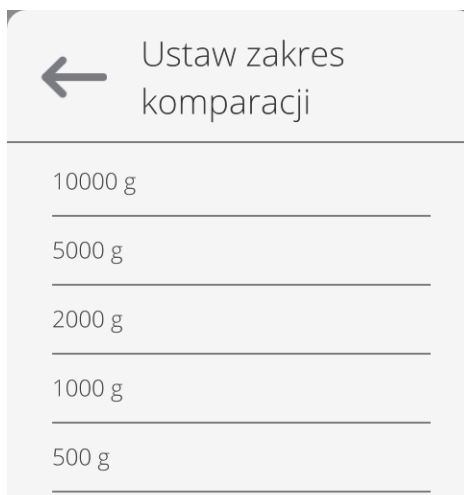 Ustaw zakres
komparacji
10000 g
5000 g
2000 g
1000 g
500 g